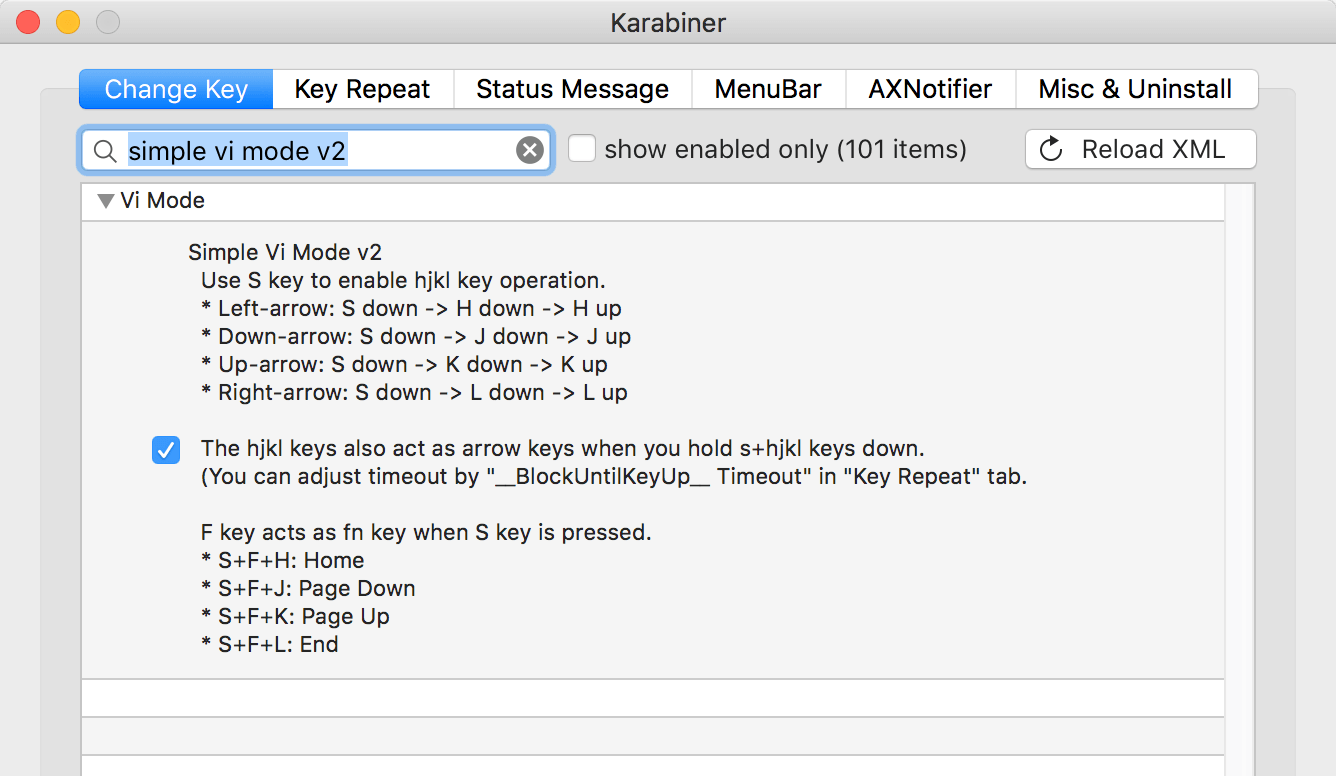 Karabiner
Change Key Key Repeat Status Message MenuBar AXNotifier Misc & Uninstall
simple vi mode v2 show enabled only (101 items) Reload XML
Vi Mode
Simple Vi Mode v2
Use S key to enable hjkl key operation.
* Left-arrow: S down -> H down -> H up
* Down-arrow: S down -> J down -> J up
* Up-arrow: S down -> K down -> K up
* Right-arrow: S down -> L down -> L up
The hjkl keys also act as arrow keys when you hold s+hjkl keys down.
(You can adjust timeout by "__BlockUntilKeyUp__ Timeout" in "Key Repeat" tab.
F key acts as fn key when S key is pressed.
* S+F+H: Home
* S+F+J: Page Down
* S+F+K: Page Up
* S+F+L: End